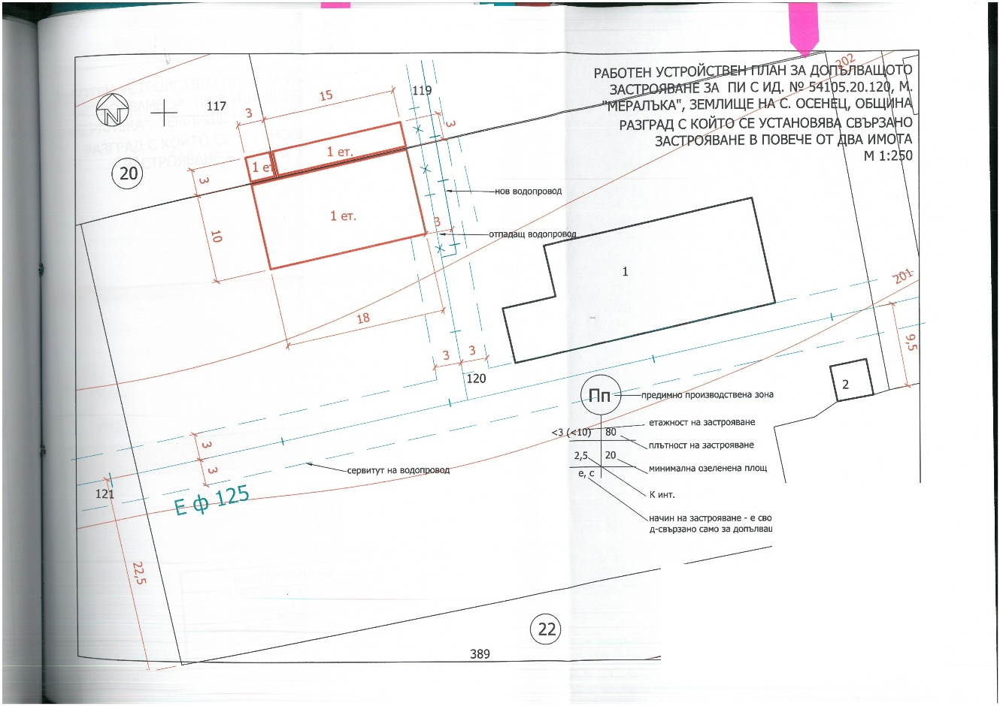 202
РАБОТЕН УСТРОЙСТВЕН ПЛАН ЗА ДОПЪЛВАЩОТО
ЗАСТРОЯВАНЕ ЗА ПИ С ИД. № 54105.20.120, М.
"МЕРАЛЪКА", ЗЕМЛИЩЕ НА С. ОСЕНЕЦ, ОБЩИНА
РАЗГРАД С КОЙТО СЕ УСТАНОВЯВА СВЪРЗАНО
ЗАСТРОЯВАНЕ В ПОВЕЧЕ ОТ ДВА ИМОТА
М 1:250
N
117
119
15
3
3
1 ет.
1 ет
20
3
нов водопровод
10
1 ет.
3
отпадащ водопровод
1
201
18
9,5
3
3
120
2
Пп
предимно производствена зона
етажност на застрояване
<3 (<10)
80
плътност на застрояване
2,5
20
минимална озеленена площ
е, с
3
3
сервитут на водопровод
121
Е ф 125
К инт.
начин на застрояване - е сво
д-свързано само за допълващ
22,5
22
389